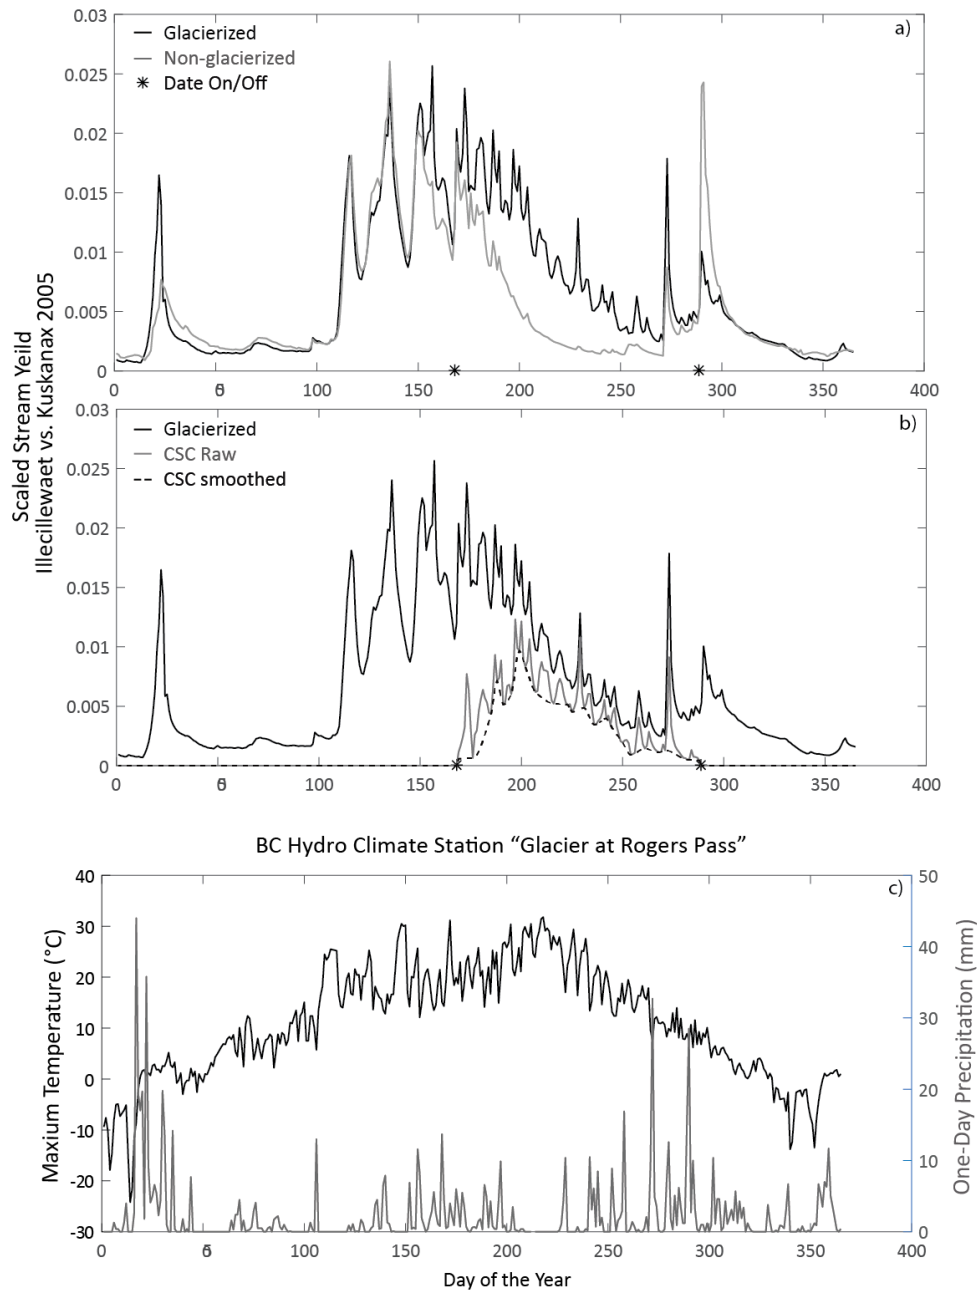 0.03
a)
Glacierized
Non-glacierized
Date On/Off
0.025
0.02
0.015
0.01
0.005
0
0 6 100 150 200 250 300 350 400
Scaled Stream Yeild
Illecillewaet vs. Kuskanax 2005
0.03
b)
Glacierized
CSC Raw
CSC smoothed
0.025
0.02
0.015
0.01
0.005
0
0 6 100 150 200 250 300 350 400
BC Hydro Climate Station “Glacier at Rogers Pass”
40 50
c)
30 40
20
10 30
0 20
-10
-20 10
-30 0
Maxium Temperature (°C)
One-Day Precipitation (mm)
0 100 150 200 250 300 350 400
Day of the Year